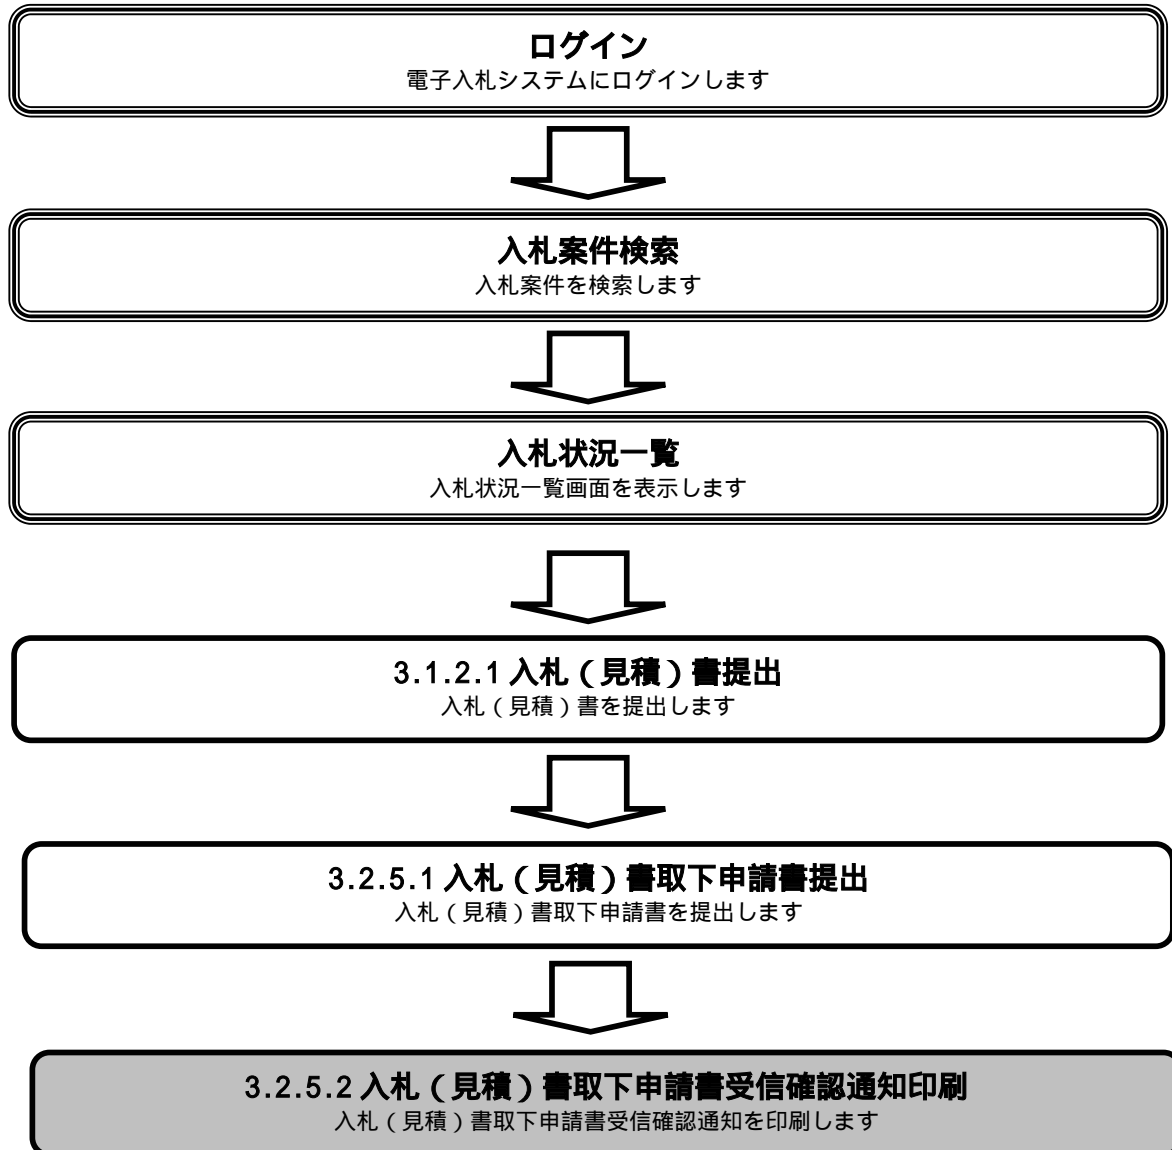 ログイン
電子入札システムにログインします
入札案件検索
入札案件を検索します
入札状況一覧
入札状況一覧画面を表示します
3.1.2.1 入札（見積）書提出
入札（見積）書を提出します
3.2.5.1 入札（見積）書取下申請書提出
入札（見積）書取下申請書を提出します
3.2.5.2 入札（見積）書取下申請書受信確認通知印刷
入札（見積）書取下申請書受信確認通知を印刷します